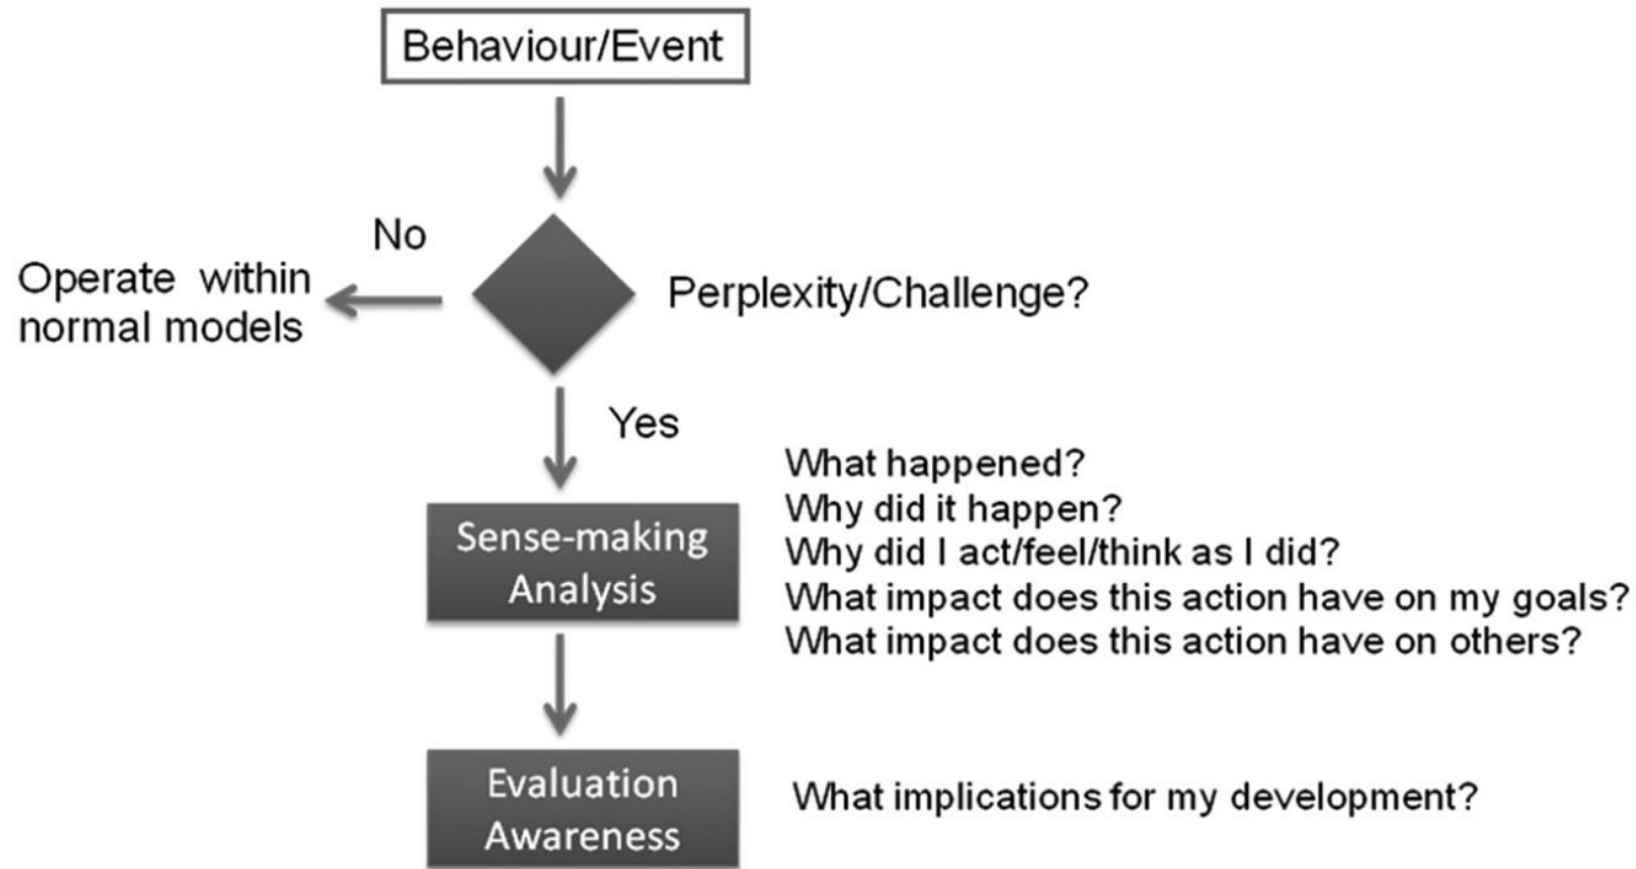 Behaviour/Event
No
Operate within
normal models
Perplexity/Challenge?
Yes
Sense-making
Analysis
What happened?
Why did it happen?
Why did I act/feel/think as I did?
What impact does this action have on my goals?
What impact does this action have on others?
Evaluation
Awareness
What implications for my development?